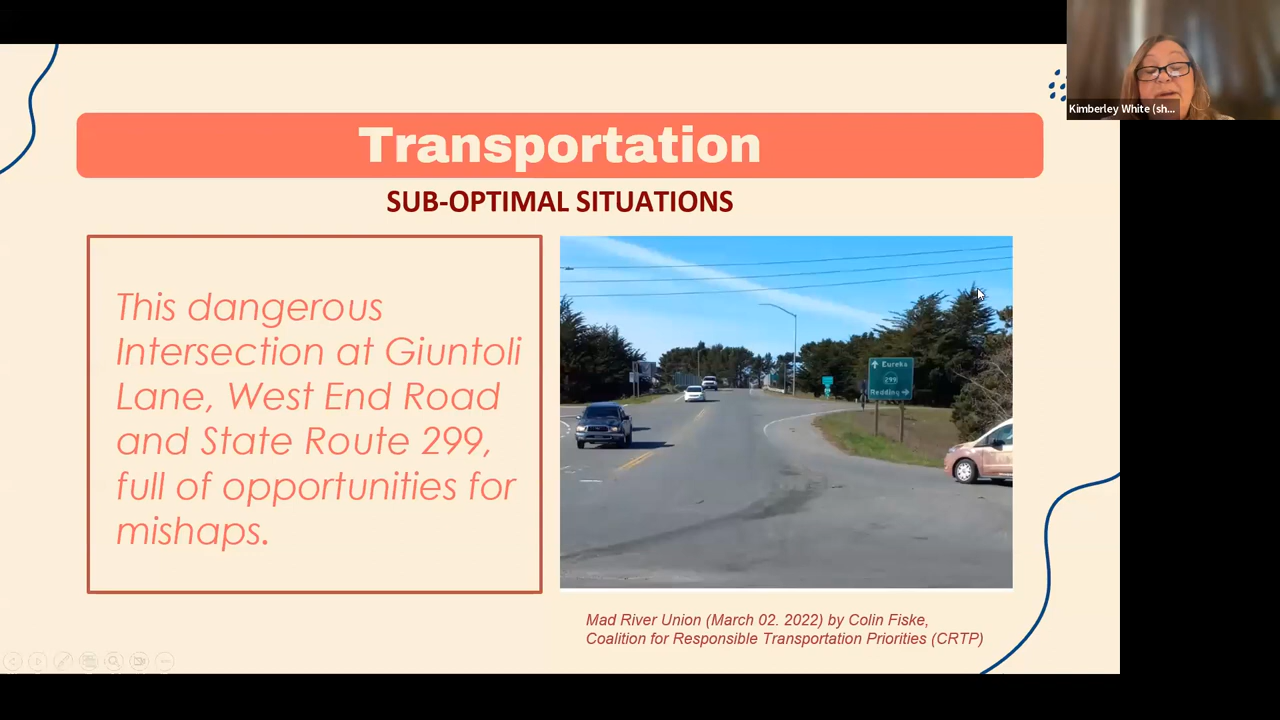 Transportation
SUB-OPTIMAL SITUATIONS
This dangerous
Intersection at Giuntoli
Lane, West End Road
and State Route 299,
full of opportunities for
mishaps.
Eureka
299
Redding
Mad River Union (March 02. 2022) by Colin Fiske,
Coalition for Responsible Transportation Priorities (CRTP)
Kimberley White (sh...